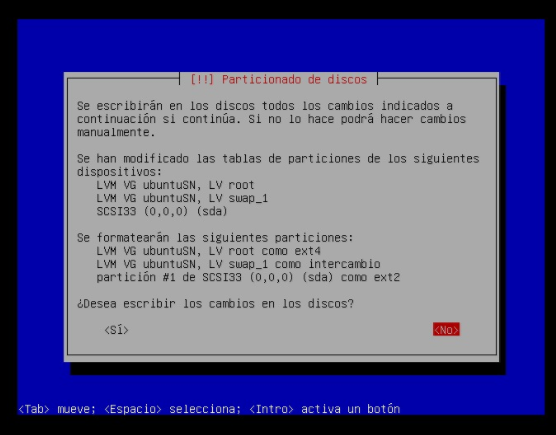 [!!] Particionado de discos
Se escribirán en los discos todos los cambios indicados a
continuación si continúa. Si no lo hace podrá hacer cambios
manualmente.
Se han modificado las tablas de particiones de los siguientes
dispositivos:
LVM VG ubuntuSN, LV root
LVM VG ubuntuSN, LV swap_1
SCSI33 (0,0,0) (sda)
Se formatearán las siguientes particiones:
LVM VG ubuntuSN, LV root como ext4
LVM VG ubuntuSN, LV swap_1 como intercambio
partición #1 de SCSI33 (0,0,0) (sda) como ext2
¿Desea escribir los cambios en los discos?
<Sí> <No>
<Tab> mueve; <Espacio> selecciona; <Intro> activa un botón